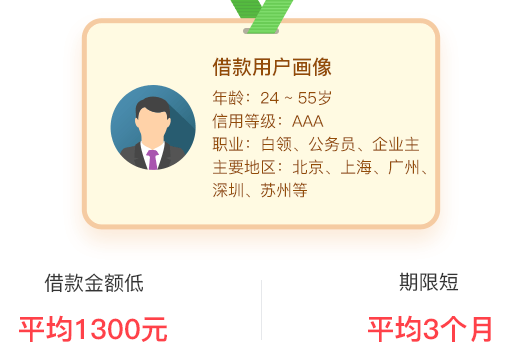 借款用户画像
年龄：24 ~ 55岁
信用等级：AAA
职业：白领、公务员、企业主
主要地区：北京、上海、广州、
深圳、苏州等
借款金额低
期限短
平均1300元
平均3个月